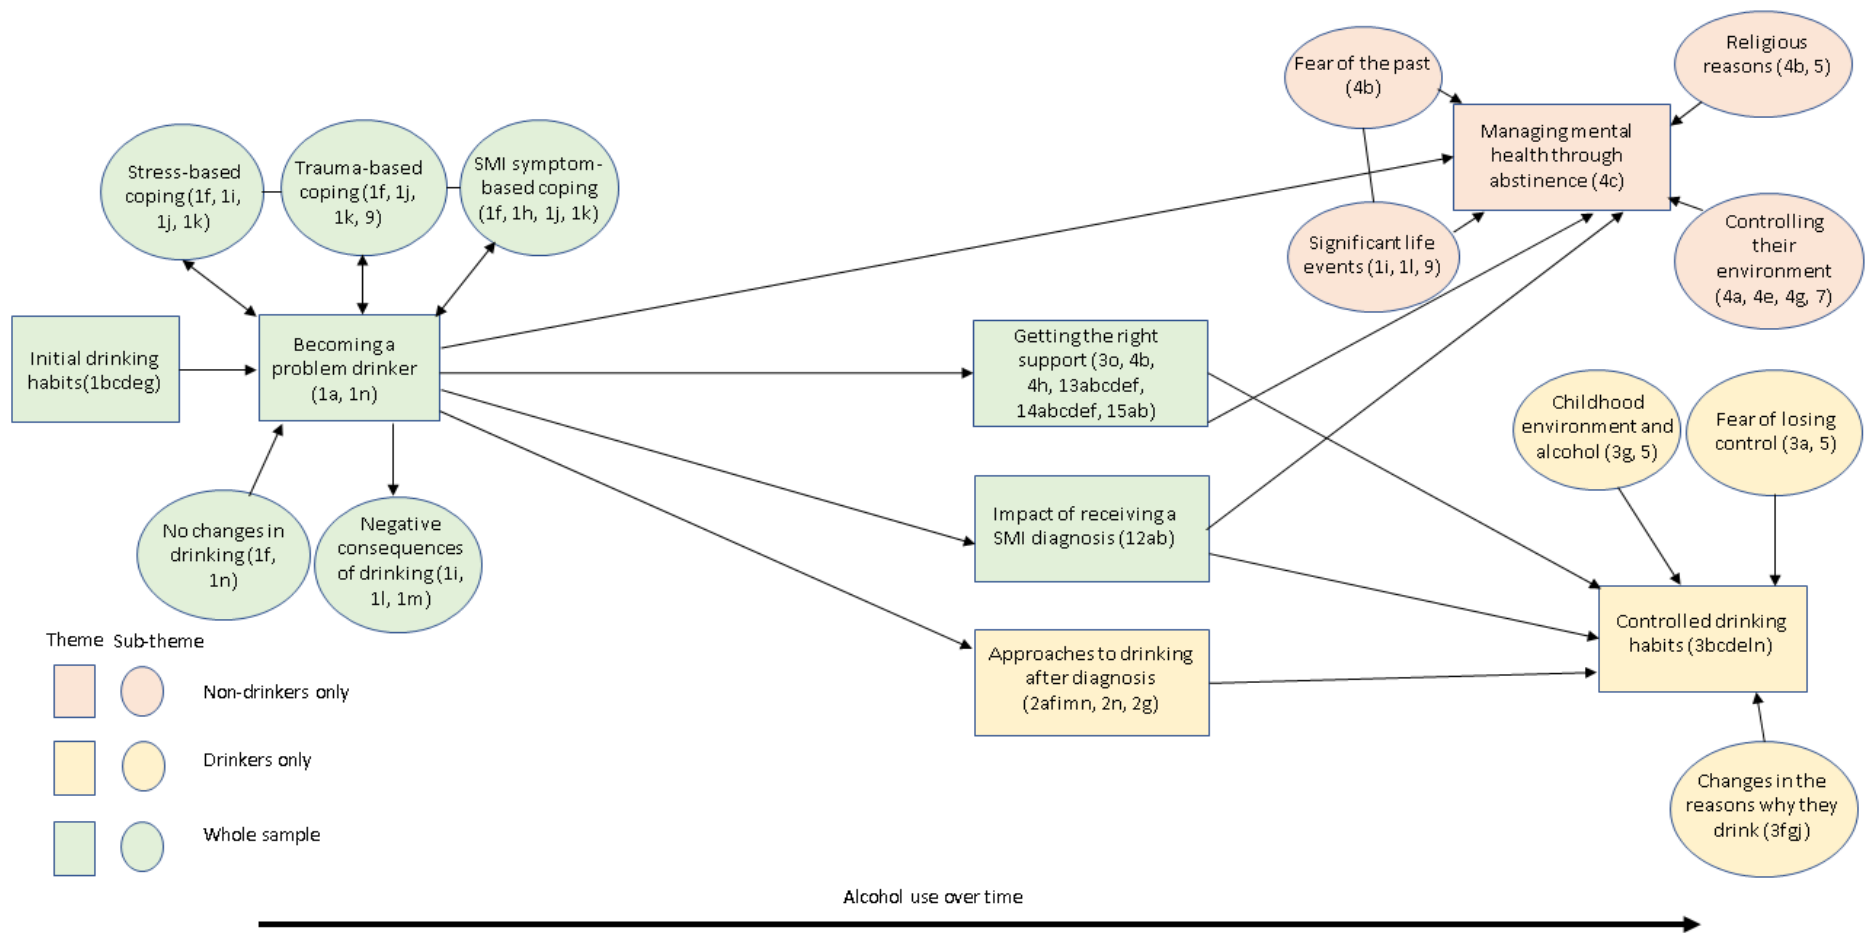 Fear of the past
(4b)
Religious
reasons (4b, 5)
Managing mental
health through
abstinence (4c)
Significant life
events (1i, 1l, 9)
Controlling
their
environment
(4a, 4e, 4g, 7)
Stress-based
coping (1f, 1i,
1j, 1k)
Trauma-based
coping (1f, 1j,
1k, 9)
SMI symptom-
based coping
(1f, 1h, 1j, 1k)
Initial drinking
habits(1bcdeg)
Becoming a
problem drinker
(1a, 1n)
Getting the right
support (3o, 4b,
4h, 13abcdef,
14abcdef, 15ab)
Childhood
environment and
alcohol (3g, 5)
Fear of losing
control (3a, 5)
No changes in
drinking (1f,
1n)
Negative
consequences
of drinking (1i,
1l, 1m)
Impact of receiving a
SMI diagnosis (12ab)
Approaches to drinking
after diagnosis
(2afimn, 2n, 2g)
Controlled drinking
habits (3bcdeln)
Changes in the
reasons why they
drink (3fgj)
Theme Sub-theme
Non-drinkers only
Drinkers only
Whole sample
Alcohol use over time